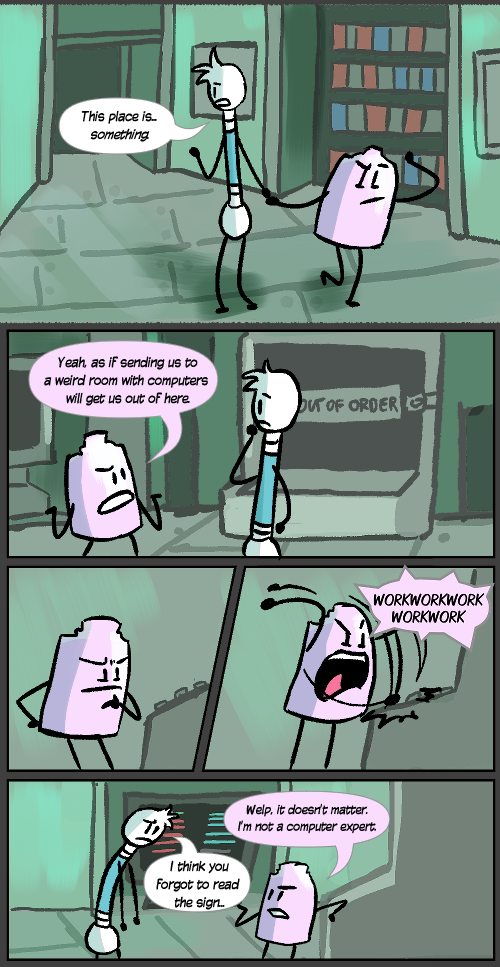 This place is...
something.
Yeah, as if sending us to
a weird room with computers
will get us out of here.
OUT OF ORDER
WORKWORKWORK
WORKWORK
Welp, it doesn't matter.
I'm not a computer expert.
I think you
Forgot to read
the sign...